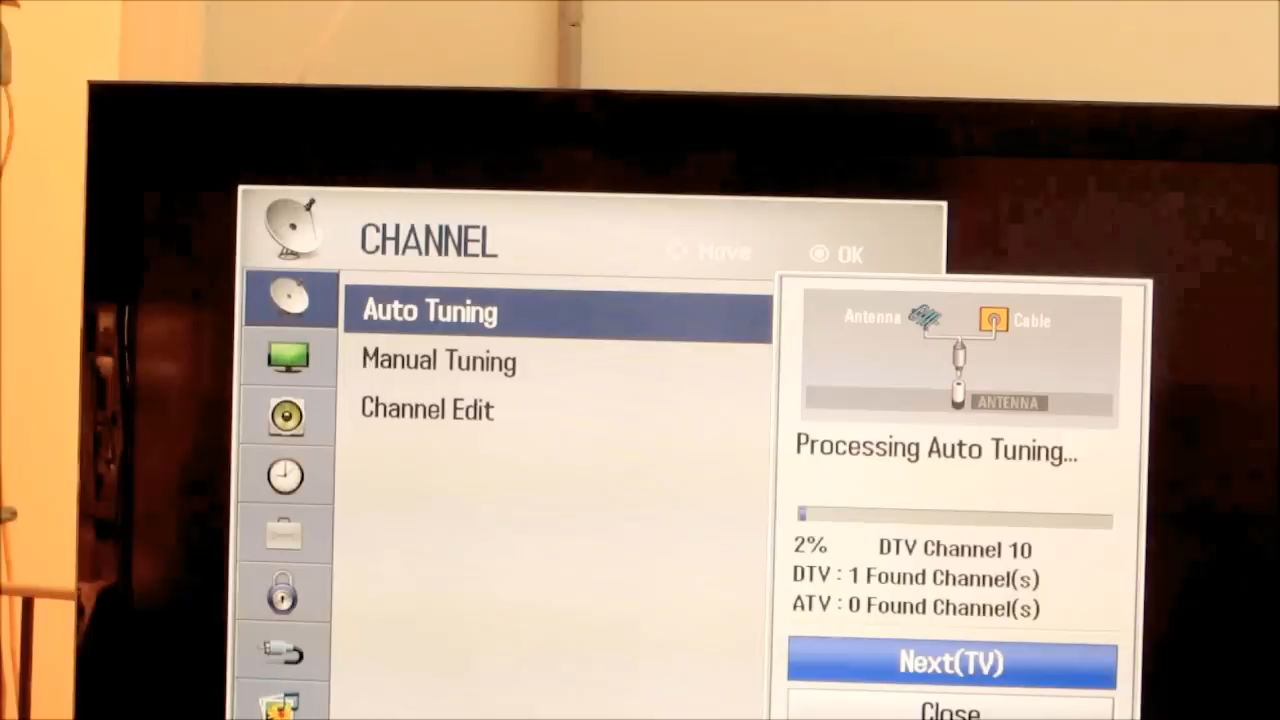 CHANNEL
Move
OK
Auto Tuning
Manual Tuning
Channel Edit
Antenna
Cable
ANTENNA
Processing Auto Tuning...
2% DTV Channel 10
DTV : 1 Found Channel(s)
ATV : 0 Found Channel(s)
Next(TV)
Close